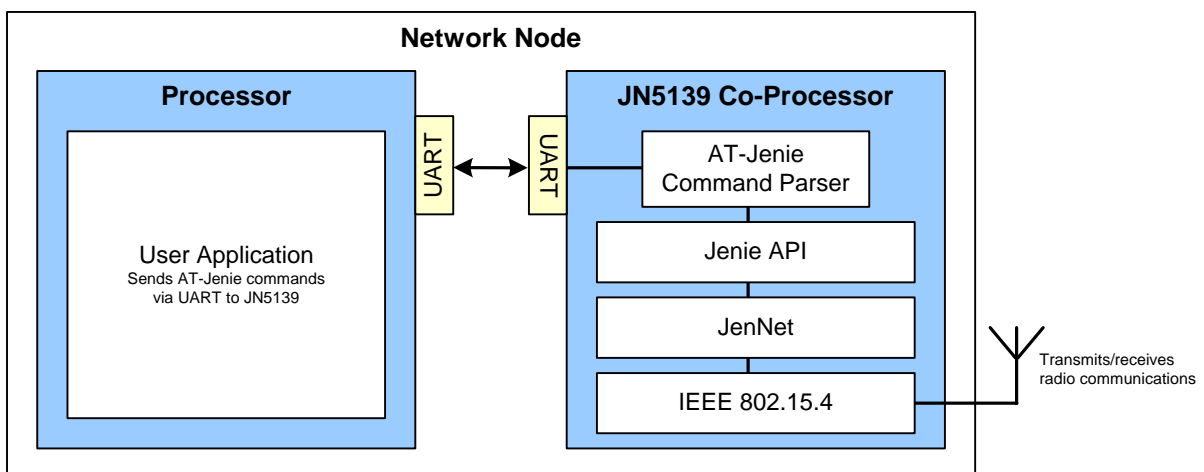 Network Node
Processor
User Application
Sends AT-Jenie commands
via UART to JN5139
UART
UART
JN5139 Co-Processor
AT-Jenie
Command Parser
Jenie API
JenNet
IEEE 802.15.4
Transmits/receives
radio communications